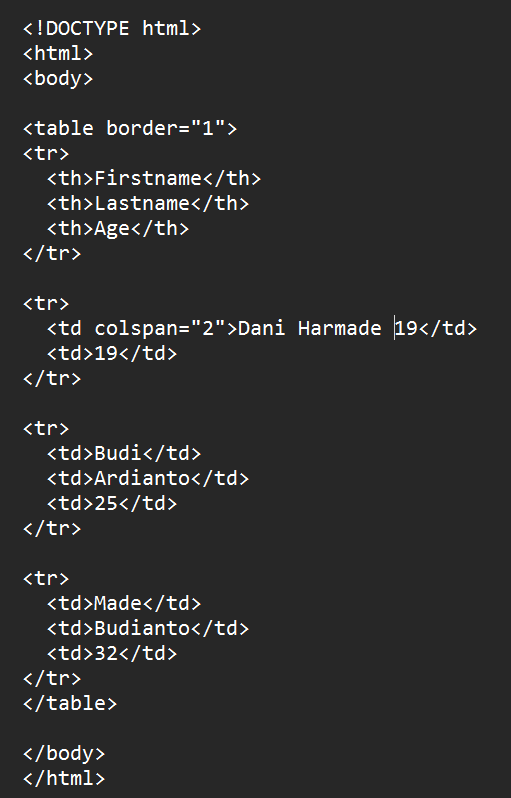 <!DOCTYPE html>
<html>
<body>
<table border="1">
<tr>
<th>Firstname</th>
<th>Lastname</th>
<th>Age</th>
</tr>
<tr>
<td colspan="2">Dani Harmade 19</td>
<td>19</td>
</tr>
<tr>
<td>Budi</td>
<td>Ardianto</td>
<td>25</td>
</tr>
<tr>
<td>Made</td>
<td>Budianto</td>
<td>32</td>
</tr>
</table>
</body>
</html>